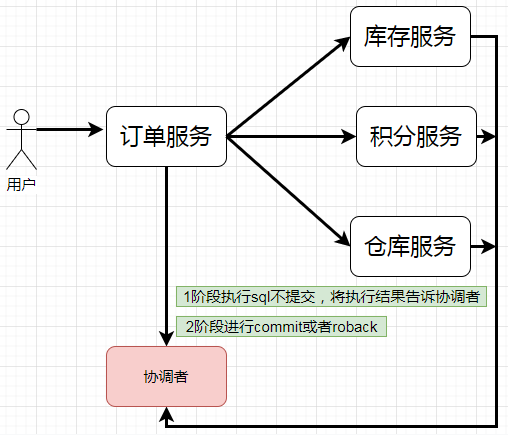 库存服务
订单服务
积分服务
用户
仓库服务
1阶段执行sql不提交，将执行结果告诉协调者
2阶段进行commit或者roback
协调者